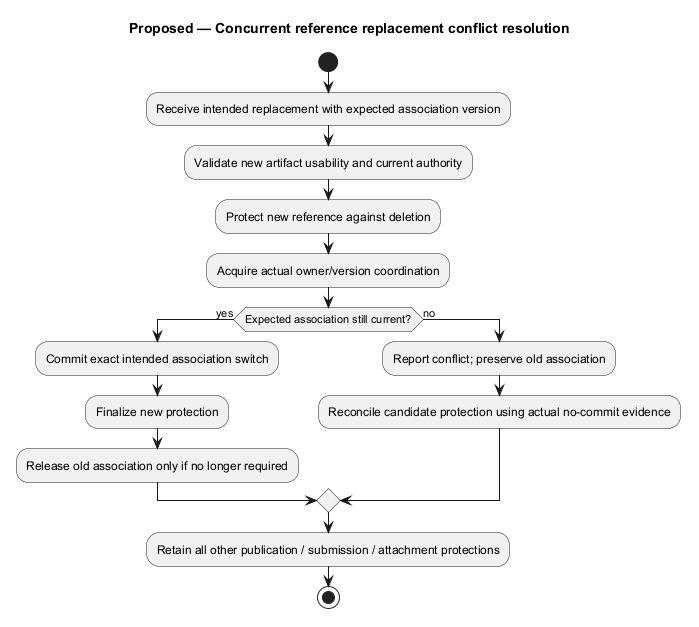 Proposed — Concurrent reference replacement conflict resolution
Receive intended replacement with expected association version
Validate new artifact usability and current authority
Protect new reference against deletion
Acquire actual owner/version coordination
yes
Expected association still current?
no
Commit exact intended association switch
Report conflict; preserve old association
Finalize new protection
Reconcile candidate protection using actual no-commit evidence
Release old association only if no longer required
Retain all other publication / submission / attachment protections